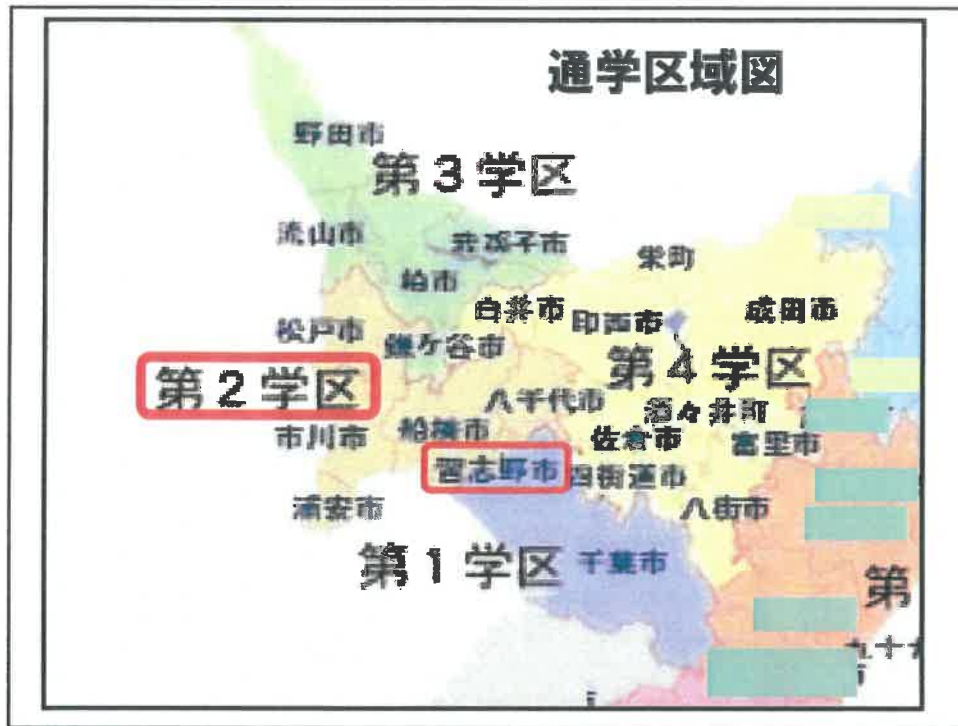 通学区域図
野田市
第3学区
流山市
我孫子市
栄町
柏市
白井市
印西市
成田市
松戸市
鎌ケ谷市
第4学区
第2学区
八千代市
酒々井町
市川市
船橋市
佐倉市
富里市
習志野市
四街道市
浦安市
八街市
第1学区
千葉市
第
九十